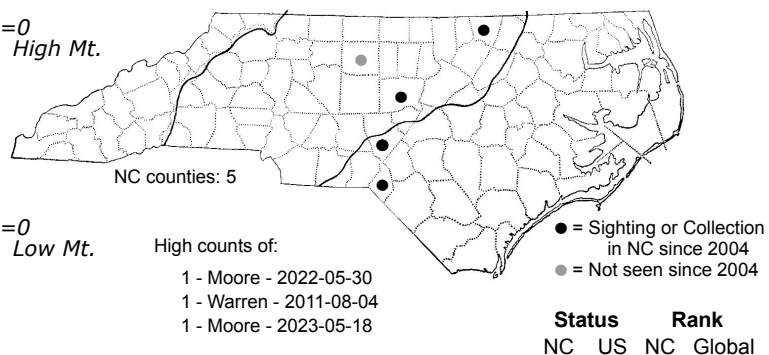 =0
High Mt.
NC counties: 5
=0
Low Mt.
High counts of:
1 - Moore - 2022-05-30
1 - Warren - 2011-08-04
1 - Moore - 2023-05-18
● = Sighting or Collection
in NC since 2004
● = Not seen since 2004
Status Rank
NC US NC Global